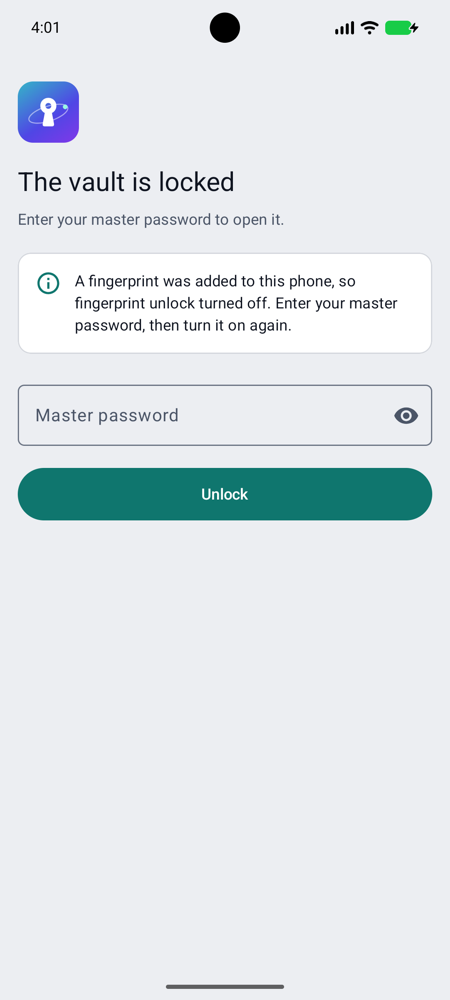 4:01
The vault is locked
Enter your master password to open it.
A fingerprint was added to this phone, so
fingerprint unlock turned off. Enter your master
password, then turn it on again.
Master password
Unlock